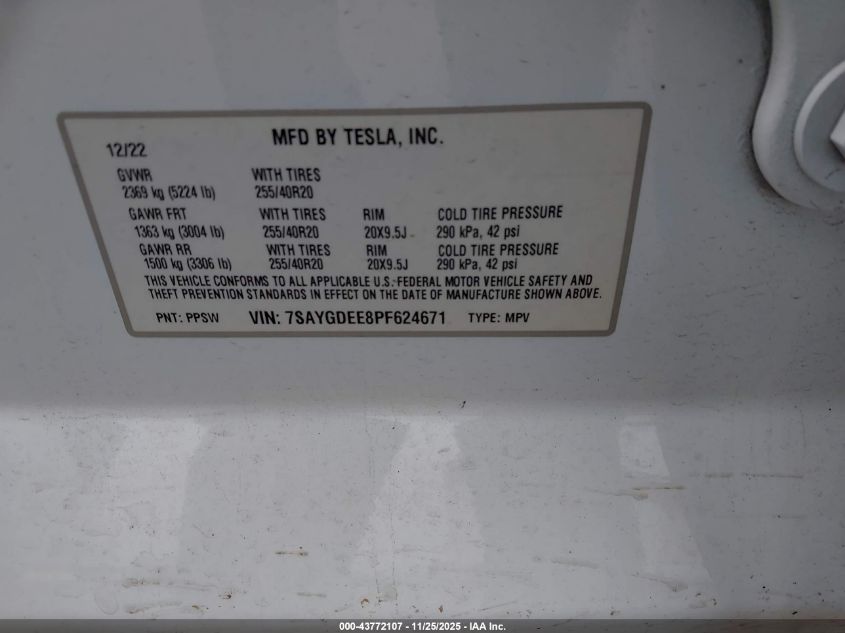 MFD BY TESLA, INC.
12/22
GVWR WITH TIRES
2369 kg (5224 lb) 255/40R20
GAWR FRT WITH TIRES RIM COLD TIRE PRESSURE
1363 kg (3004 lb) 255/40R20 20X9.5J 290 kPa, 42 psi
GAWR RR WITH TIRES RIM COLD TIRE PRESSURE
1500 kg (3306 lb) 255/40R20 20X9.5J 290 kPa, 42 psi
THIS VEHICLE CONFORMS TO ALL APPLICABLE U.S. FEDERAL MOTOR VEHICLE SAFETY AND
THEFT PREVENTION STANDARDS IN EFFECT ON THE DATE OF MANUFACTURE SHOWN ABOVE.
PNT: PPSW VIN: 7SAYGDEE8PF624671 TYPE: MPV
000-43772107 - 11/25/2025 - IAA Inc.